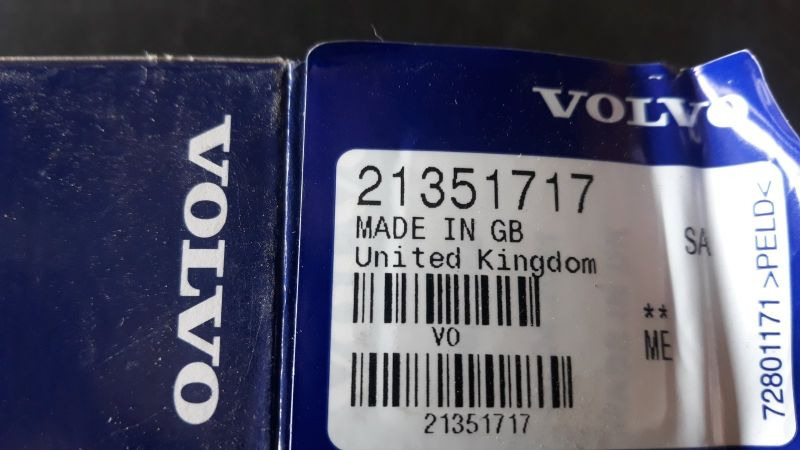 VOLVO
VOLVO
21351717
MADE IN GB
United Kingdom
SA
VO
**
ME
21351717
72801171 >PELD<